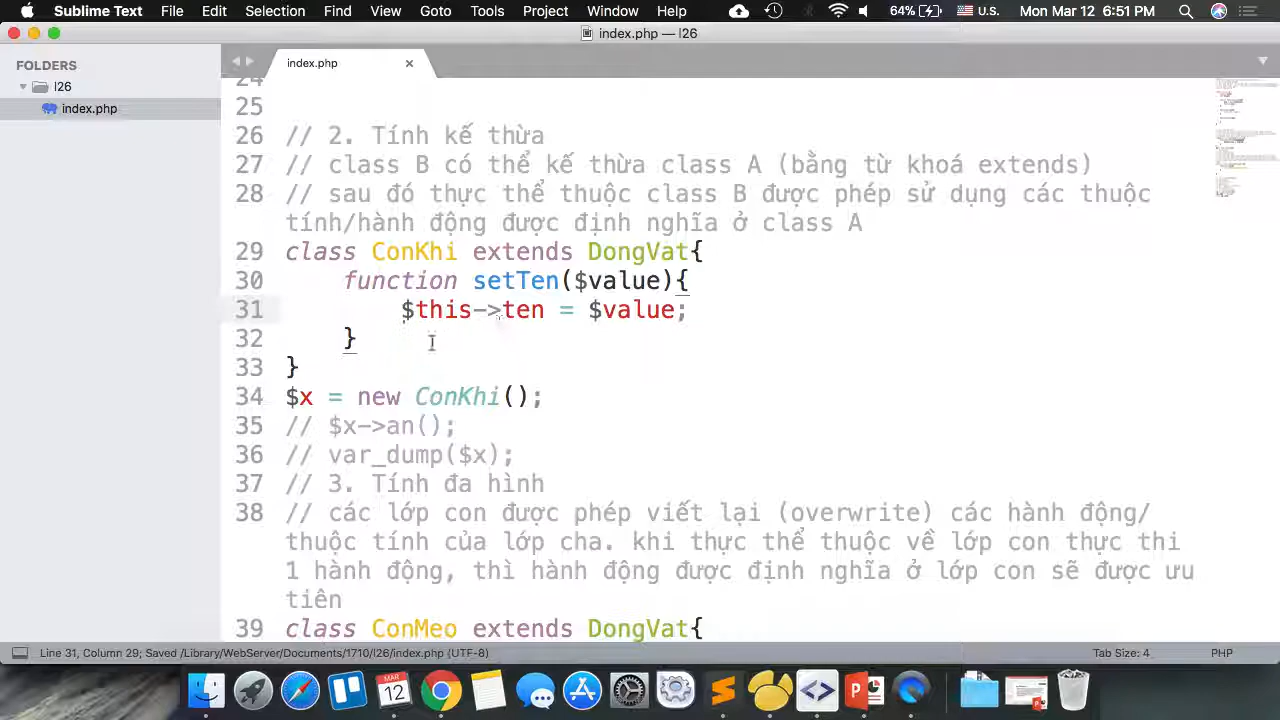 Sublime Text File Edit Selection Find View Goto Tools Project Window Help 64% U.S. Mon Mar 12 6:51 PM
index.php — l26
FOLDERS
l26
index.php
index.php
24
25
26 // 2. Tính kế thừa
27 // class B có thể kế thừa class A (bằng từ khoá extends)
28 // sau đó thực thể thuộc class B được phép sử dụng các thuộc
tính/hành động được định nghĩa ở class A
29 class ConKhi extends DongVat{
30 function setTen($value){
31 $this->ten = $value;
32 }
33 }
34 $x = new ConKhi();
35 // $x->an();
36 // var_dump($x);
37 // 3. Tính đa hình
38 // các lớp con được phép viết lại (overwrite) các hành động/
thuộc tính của lớp cha. khi thực thể thuộc về lớp con thực thi
1 hành động, thì hành động được định nghĩa ở lớp con sẽ được ưu
tiên
39 class ConMeo extends DongVat{
Line 31, Column 29; Saved /Library/WebServer/Documents/1710/l26/index.php (UTF-8) Tab Size: 4 PHP
MAR
12